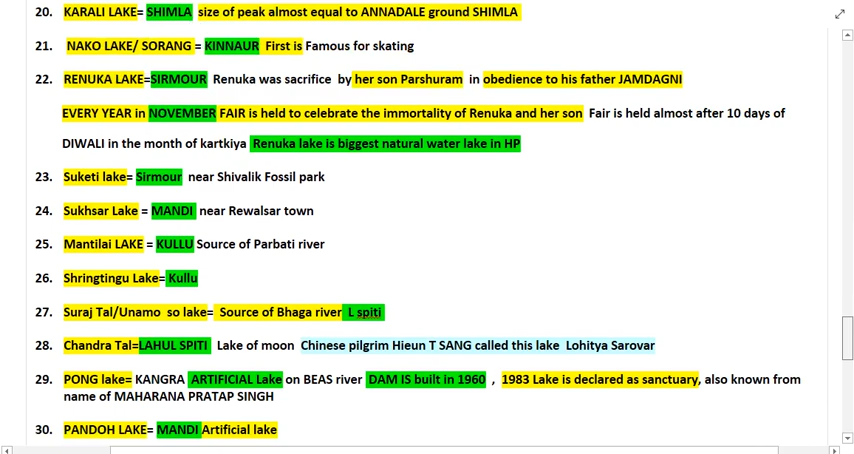 20. KARALI LAKE= SHIMLA size of peak almost equal to ANNADALE ground SHIMLA
21. NAKO LAKE/ SORANG = KINNAUR First is Famous for skating
22. RENUKA LAKE=SIRMOUR Renuka was sacrifice by her son Parshuram in obedience to his father JAMDAGNI
EVERY YEAR in NOVEMBER FAIR is held to celebrate the immortality of Renuka and her son Fair is held almost after 10 days of
DIWALI in the month of kartkiya Renuka lake is biggest natural water lake in HP
23. Suketi lake= Sirmour near Shivalik Fossil park
24. Sukhsar Lake = MANDI near Rewalsar town
25. Mantilai LAKE = KULLU Source of Parbati river
26. Shringtingu Lake= Kullu
27. Suraj Tal/Unamo so lake= Source of Bhaga river L spiti
28. Chandra Tal=LAHUL SPITI Lake of moon Chinese pilgrim Hieun T SANG called this lake Lohitya Sarovar
29. PONG lake= KANGRA ARTIFICIAL Lake on BEAS river DAM IS built in 1960 , 1983 Lake is declared as sanctuary, also known from
name of MAHARANA PRATAP SINGH
30. PANDOH LAKE= MANDI Artificial lake